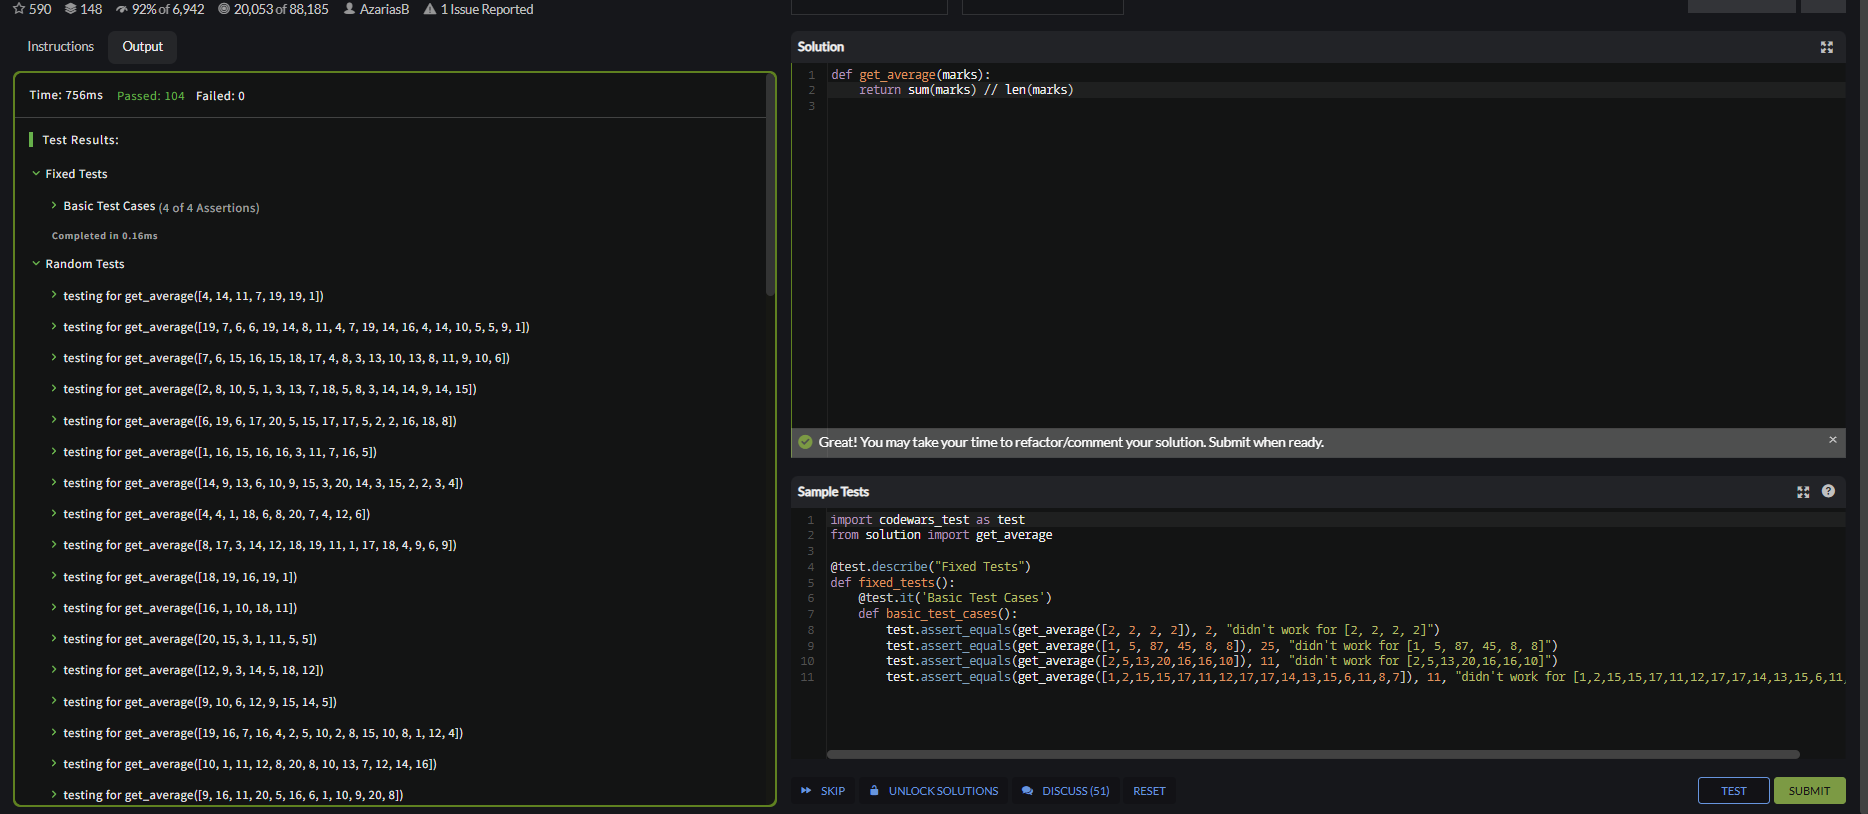 590 148 92% of 6,942 20,053 of 88,185 AzariasB 1 Issue Reported
Instructions Output
Time: 756ms Passed: 104 Failed: 0
Test Results:
Fixed Tests
Basic Test Cases (4 of 4 Assertions)
Completed in 0.16ms
Random Tests
testing for get_average([4, 14, 11, 7, 19, 19, 1])
testing for get_average([19, 7, 6, 6, 19, 14, 8, 11, 4, 7, 19, 14, 16, 4, 14, 10, 5, 5, 9, 1])
testing for get_average([7, 6, 15, 16, 15, 18, 17, 4, 8, 3, 13, 10, 13, 8, 11, 9, 10, 6])
testing for get_average([2, 8, 10, 5, 1, 3, 13, 7, 18, 5, 8, 3, 14, 14, 9, 14, 15])
testing for get_average([6, 19, 6, 17, 20, 5, 15, 17, 17, 5, 2, 2, 16, 18, 8])
testing for get_average([1, 16, 15, 16, 16, 3, 11, 7, 16, 5])
testing for get_average([14, 9, 13, 6, 10, 9, 15, 3, 20, 14, 3, 15, 2, 2, 3, 4])
testing for get_average([4, 4, 1, 18, 6, 8, 20, 7, 4, 12, 6])
testing for get_average([8, 17, 3, 14, 12, 18, 19, 11, 1, 17, 18, 4, 9, 6, 9])
testing for get_average([18, 19, 16, 19, 1])
testing for get_average([16, 1, 10, 18, 11])
testing for get_average([20, 15, 3, 1, 11, 5, 5])
testing for get_average([12, 9, 3, 14, 5, 18, 12])
testing for get_average([9, 10, 6, 12, 9, 15, 14, 5])
testing for get_average([19, 16, 7, 16, 4, 2, 5, 10, 2, 8, 15, 10, 8, 1, 12, 4])
testing for get_average([10, 1, 11, 12, 8, 20, 8, 10, 13, 7, 12, 14, 16])
testing for get_average([9, 16, 11, 20, 5, 16, 6, 1, 10, 9, 20, 8])
Solution
1 def get_average(marks):
2 return sum(marks) // len(marks)
3
Great! You may take your time to refactor/comment your solution. Submit when ready. ×
Sample Tests
1 import codewars_test as test
2 from solution import get_average
3
4 @test.describe("Fixed Tests")
5 def fixed_tests():
6 @test.it('Basic Test Cases')
7 def basic_test_cases():
8 test.assert_equals(get_average([2, 2, 2, 2]), 2, "didn't work for [2, 2, 2, 2]")
9 test.assert_equals(get_average([1, 5, 87, 45, 8, 8]), 25, "didn't work for [1, 5, 87, 45, 8, 8]")
10 test.assert_equals(get_average([2,5,13,20,16,16,10]), 11, "didn't work for [2,5,13,20,16,16,10]")
11 test.assert_equals(get_average([1,2,15,15,17,11,12,17,17,14,13,15,6,11,8,7]), 11, "didn't work for [1,2,15,15,17,11,12,17,17,14,13,15,6,11,
SKIP UNLOCK SOLUTIONS DISCUSS (51) RESET TEST SUBMIT